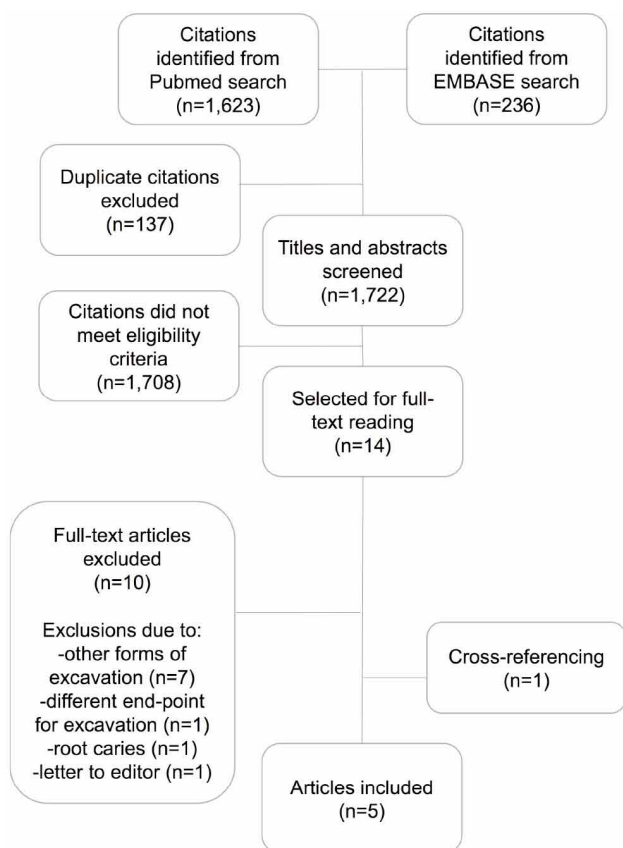 Citations
identified from
Pubmed search
(n=1,623)
Citations
identified from
EMBASE search
(n=236)
Duplicate citations
excluded
(n=137)
Titles and abstracts
screened
(n=1,722)
Citations did not
meet eligibility
criteria
(n=1,708)
Selected for full-
text reading
(n=14)
Full-text articles
excluded
(n=10)
Exclusions due to:
-other forms of
excavation (n=7)
-different end-point
for excavation (n=1)
-root caries (n=1)
-letter to editor (n=1)
Cross-referencing
(n=1)
Articles included
(n=5)